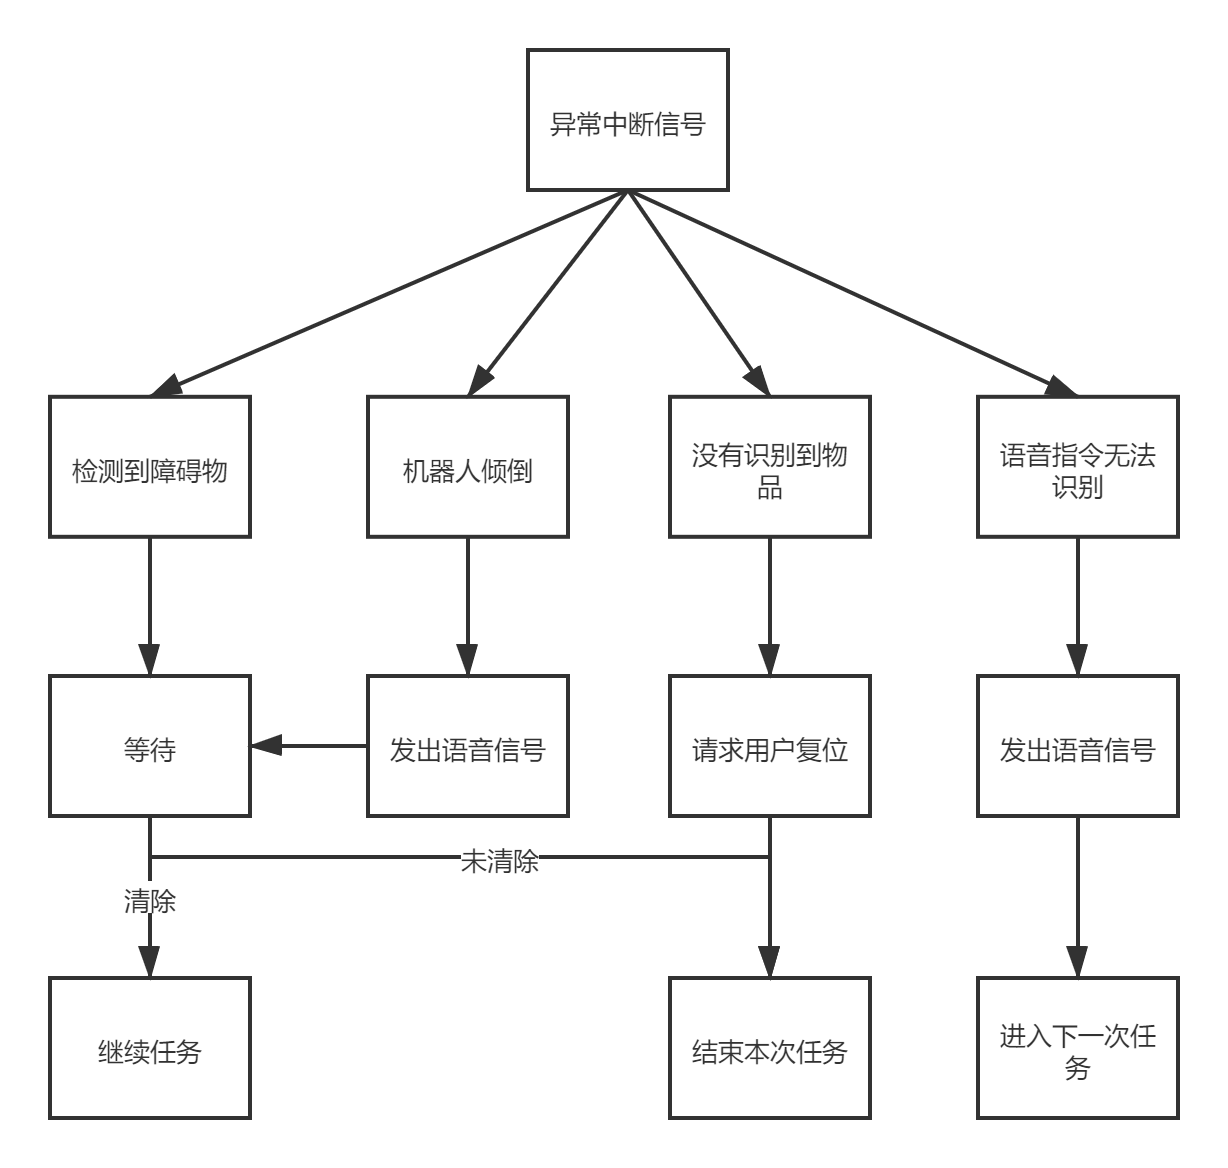 异常中断信号
检测到障碍物
机器人倾倒
没有识别到物
品
语音指令无法
识别
等待
发出语音信号
请求用户复位
发出语音信号
未清除
清除
继续任务
结束本次任务
进入下一次任
务